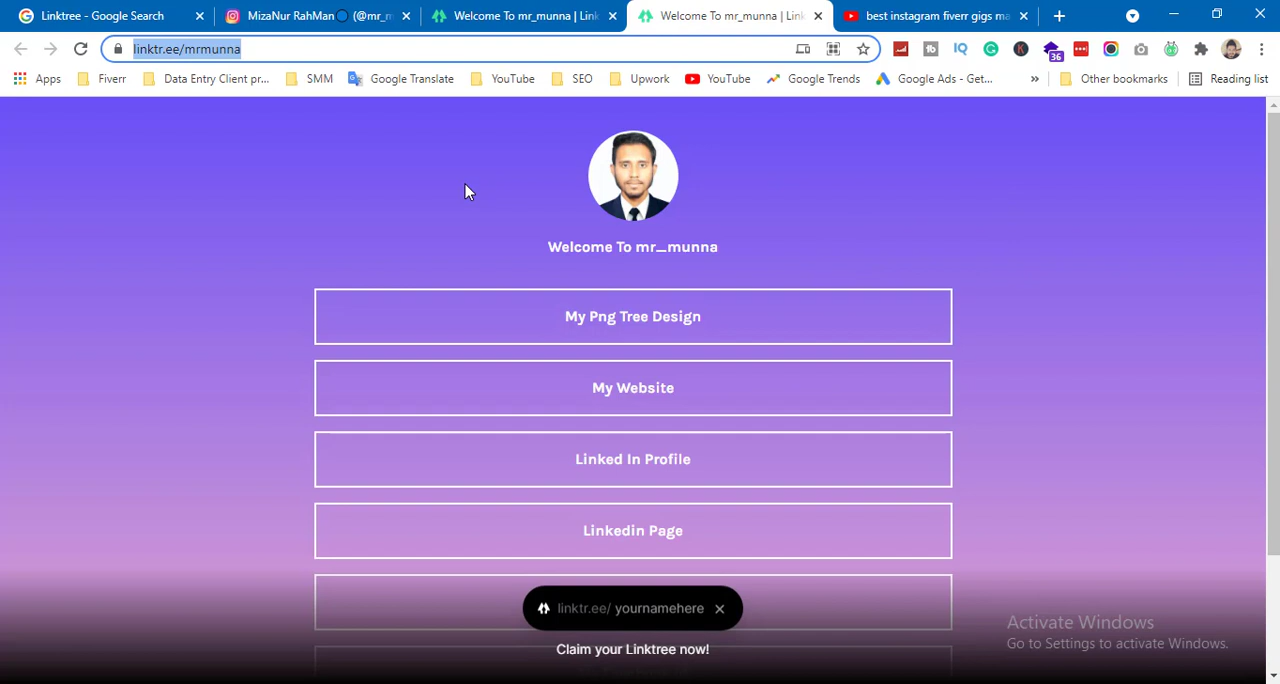 Linktree - Google Search
MizaNur RahMan (@mr_m
Welcome To mr_munna | Link
Welcome To mr_munna | Link
best instagram fiverr gigs ma
linktr.ee/mrmunna
IQ
36
Apps
Fiverr
Data Entry Client pr...
SMM
Google Translate
YouTube
SEO
Upwork
YouTube
Google Trends
Google Ads - Get...
»
Other bookmarks
Reading list
Welcome To mr_munna
My Png Tree Design
My Website
Linked In Profile
Linkedin Page
linktr.ee/ yournamehere
Claim your Linktree now!
Activate Windows
Go to Settings to activate Windows.